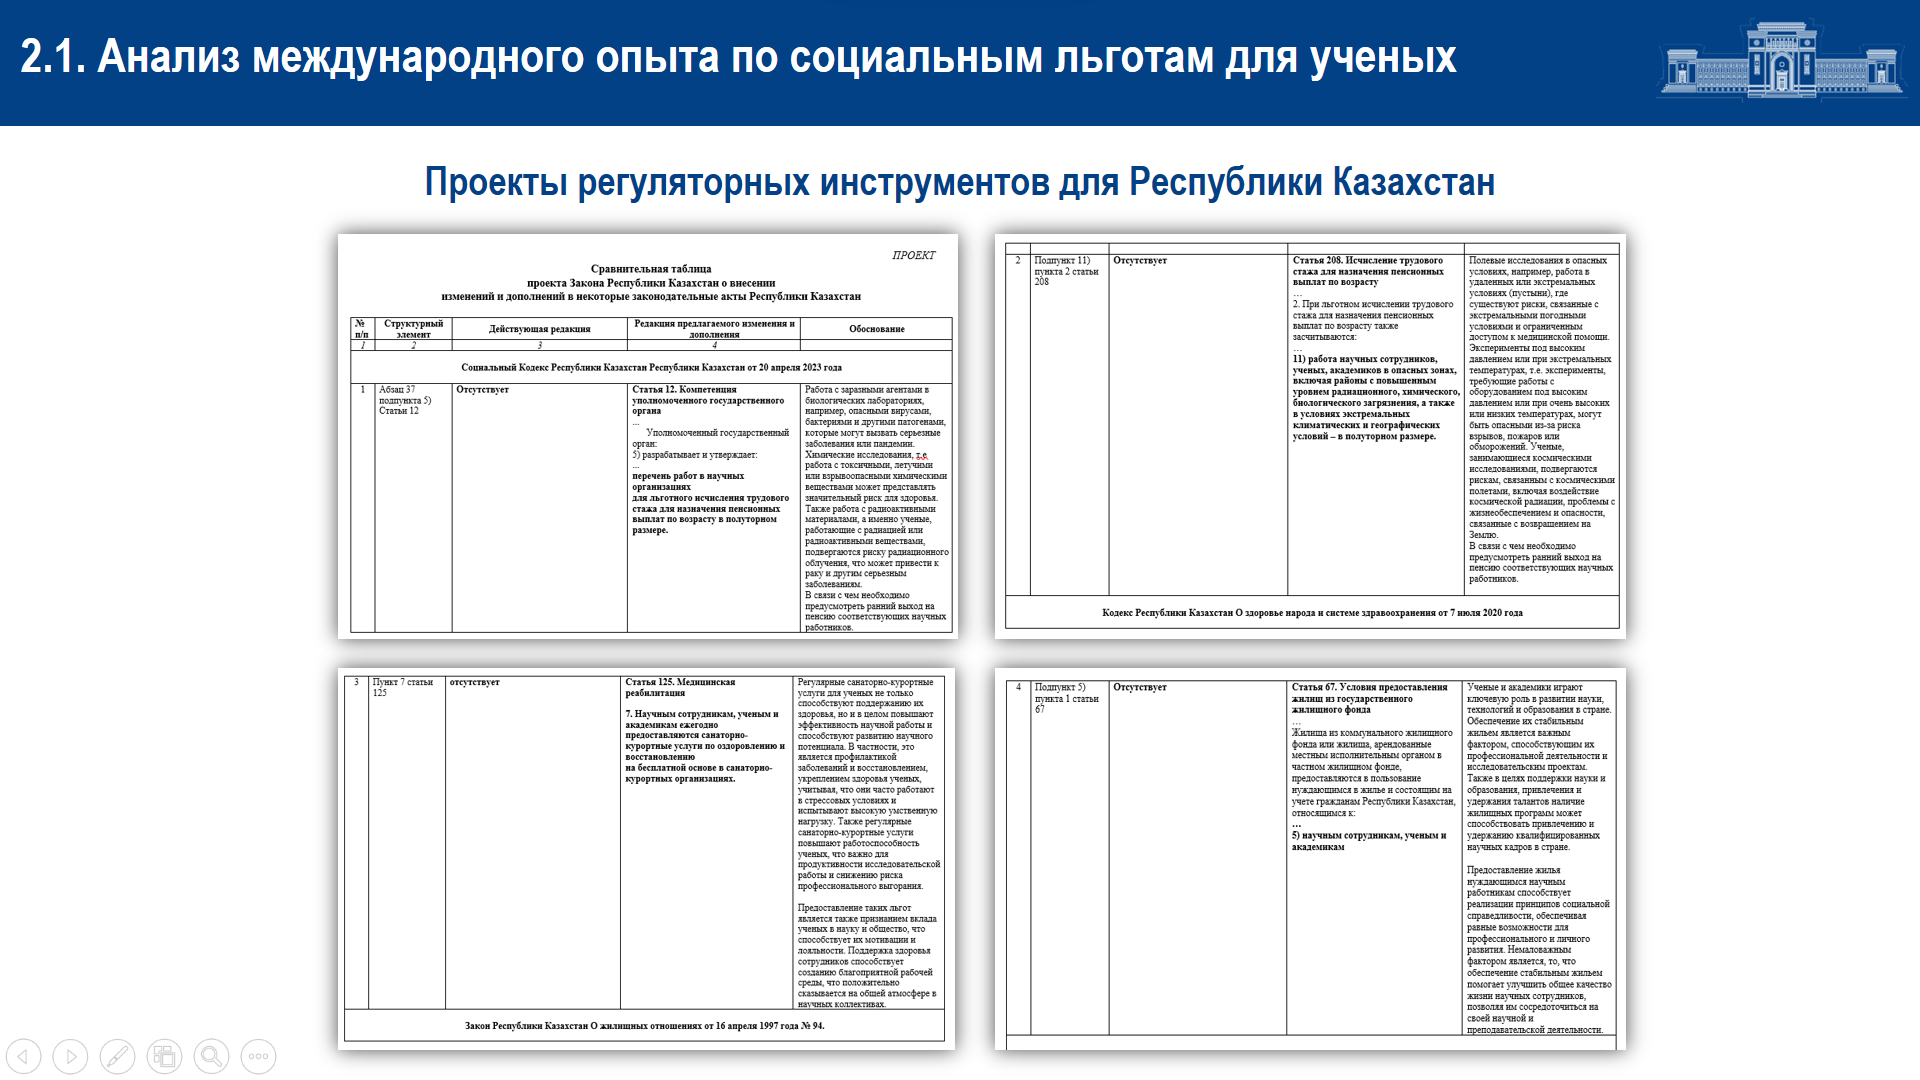 2.1. Анализ международного опыта по социальным льготам для ученых
Проекты регуляторных инструментов для Республики Казахстан
ПРОЕКТ
Сравнительная таблица
проекта Закона Республики Казахстан о внесении
изменений и дополнений в некоторые законодательные акты Республики Казахстан
№ п/п
Структурный элемент
Действующая редакция
Редакция предлагаемого изменения и дополнения
Обоснование
1
2
3
4
Социальный Кодекс Республики Казахстан Республики Казахстан от 20 апреля 2023 года
1
Абзац 37
подпункта 5)
Статьи 12
Отсутствует
Статья 12. Компетенция
уполномоченного государственного
органа
...
Уполномоченный государственный
орган:
5) разрабатывает и утверждает:
...
перечень работ в научных
организациях
для льготного исчисления трудового
стажа для назначения пенсионных
выплат по возрасту в полуторном
размере.
Работа с заразными агентами в
биологических лабораториях,
например, опасными вирусами,
бактериями и другими патогенами,
которые могут вызвать серьезные
заболевания или пандемии.
Химические исследования, т.е
работа с токсичными, летучими
или взрывоопасными химическими
веществами может представлять
значительный риск для здоровья.
Также работа с радиоактивными
материалами, а именно ученые,
работающие с радиацией или
радиоактивными веществами,
подвергаются риску радиационного
облучения, что может привести к
раку и другим серьезным
заболеваниям.
В связи с чем необходимо
предусмотреть ранний выход на
пенсию соответствующих научных
работников.
2
Подпункт 11)
пункта 2 статьи
208
Отсутствует
Статья 208. Исчисление трудового
стажа для назначения пенсионных
выплат по возрасту
…
2. При льготном исчислении трудового
стажа для назначения пенсионных
выплат по возрасту также
засчитываются:
…
11) работа научных сотрудников,
ученых, академиков в опасных зонах,
включая районы с повышенным
уровнем радиационного, химического,
биологического загрязнения, а также
в условиях экстремальных
климатических и географических
условий – в полуторном размере.
Полевые исследования в опасных
условиях, например, работа в
удаленных или экстремальных
условиях (пустыни), где
существуют риски, связанные с
экстремальными погодными
условиями и ограниченным
доступом к медицинской помощи.
Эксперименты под высоким
давлением или при экстремальных
температурах, т.е. эксперименты,
требующие работы с
оборудованием под высоким
давлением или при очень высоких
или низких температурах, могут
быть опасными из-за риска
взрывов, пожаров или
обморожений. Ученые,
занимающиеся космическими
исследованиями, подвергаются
рискам, связанным с космическими
полетами, включая воздействие
космической радиации, проблемы с
жизнеобеспечением и опасности,
связанные с возвращением на
Землю.
В связи с чем необходимо
предусмотреть ранний выход на
пенсию соответствующих научных
работников.
Кодекс Республики Казахстан О здоровье народа и системе здравоохранения от 7 июля 2020 года
3
Пункт 7 статьи
125
отсутствует
Статья 125. Медицинская
реабилитация
7. Научным сотрудникам, ученым и
академикам ежегодно
предоставляются санаторно-
курортные услуги по оздоровлению и
восстановлению
на бесплатной основе в санаторно-
курортных организациях.
Регулярные санаторно-курортные
услуги для ученых не только
способствуют поддержанию их
здоровья, но и в целом повышают
эффективность научной работы и
способствуют развитию научного
потенциала. В частности, это
является профилактикой
заболеваний и восстановлением,
укреплением здоровья ученых,
учитывая, что они часто работают
в стрессовых условиях и
испытывают высокую умственную
нагрузку. Также регулярные
санаторно-курортные услуги
повышают работоспособность
ученых, что важно для
продуктивности исследовательской
работы и снижению риска
профессионального выгорания.
Предоставление таких льгот
является также признанием вклада
ученых в науку и общество, что
способствует их мотивации и
лояльности. Поддержка здоровья
сотрудников способствует
созданию благоприятной рабочей
среды, что положительно
сказывается на общей атмосфере в
научных коллективах.
Закон Республики Казахстан О жилищных отношениях от 16 апреля 1997 года № 94.
4
Подпункт 5)
пункта 1 статьи
67
Отсутствует
Статья 67. Условия предоставления
жилищ из государственного
жилищного фонда
…
Жилища из коммунального жилищного
фонда или жилища, арендованные
местным исполнительным органом в
частном жилищном фонде,
предоставляются в пользование
нуждающимся в жилье и состоящим на
учете гражданам Республики Казахстан,
относящимся к:
…
5) научным сотрудникам, ученым и
академикам
Ученые и академики играют
ключевую роль в развитии науки,
технологий и образования в стране.
Обеспечение их стабильным
жильем является важным
фактором, способствующим их
профессиональной деятельности и
исследовательским проектам.
Также в целях поддержки науки и
образования, привлечения и
удержания талантов наличие
жилищных программ может
способствовать привлечению и
удержанию квалифицированных
научных кадров в стране.
Предоставление жилья
нуждающимся научным
работникам способствует
реализации принципов социальной
справедливости, обеспечивая
равные возможности для
профессионального и личного
развития. Немаловажным
фактором является, то, что
обеспечение стабильным жильем
помогает улучшить общее качество
жизни научных сотрудников,
позволяя им сосредоточиться на
своей научной и
преподавательской деятельности.